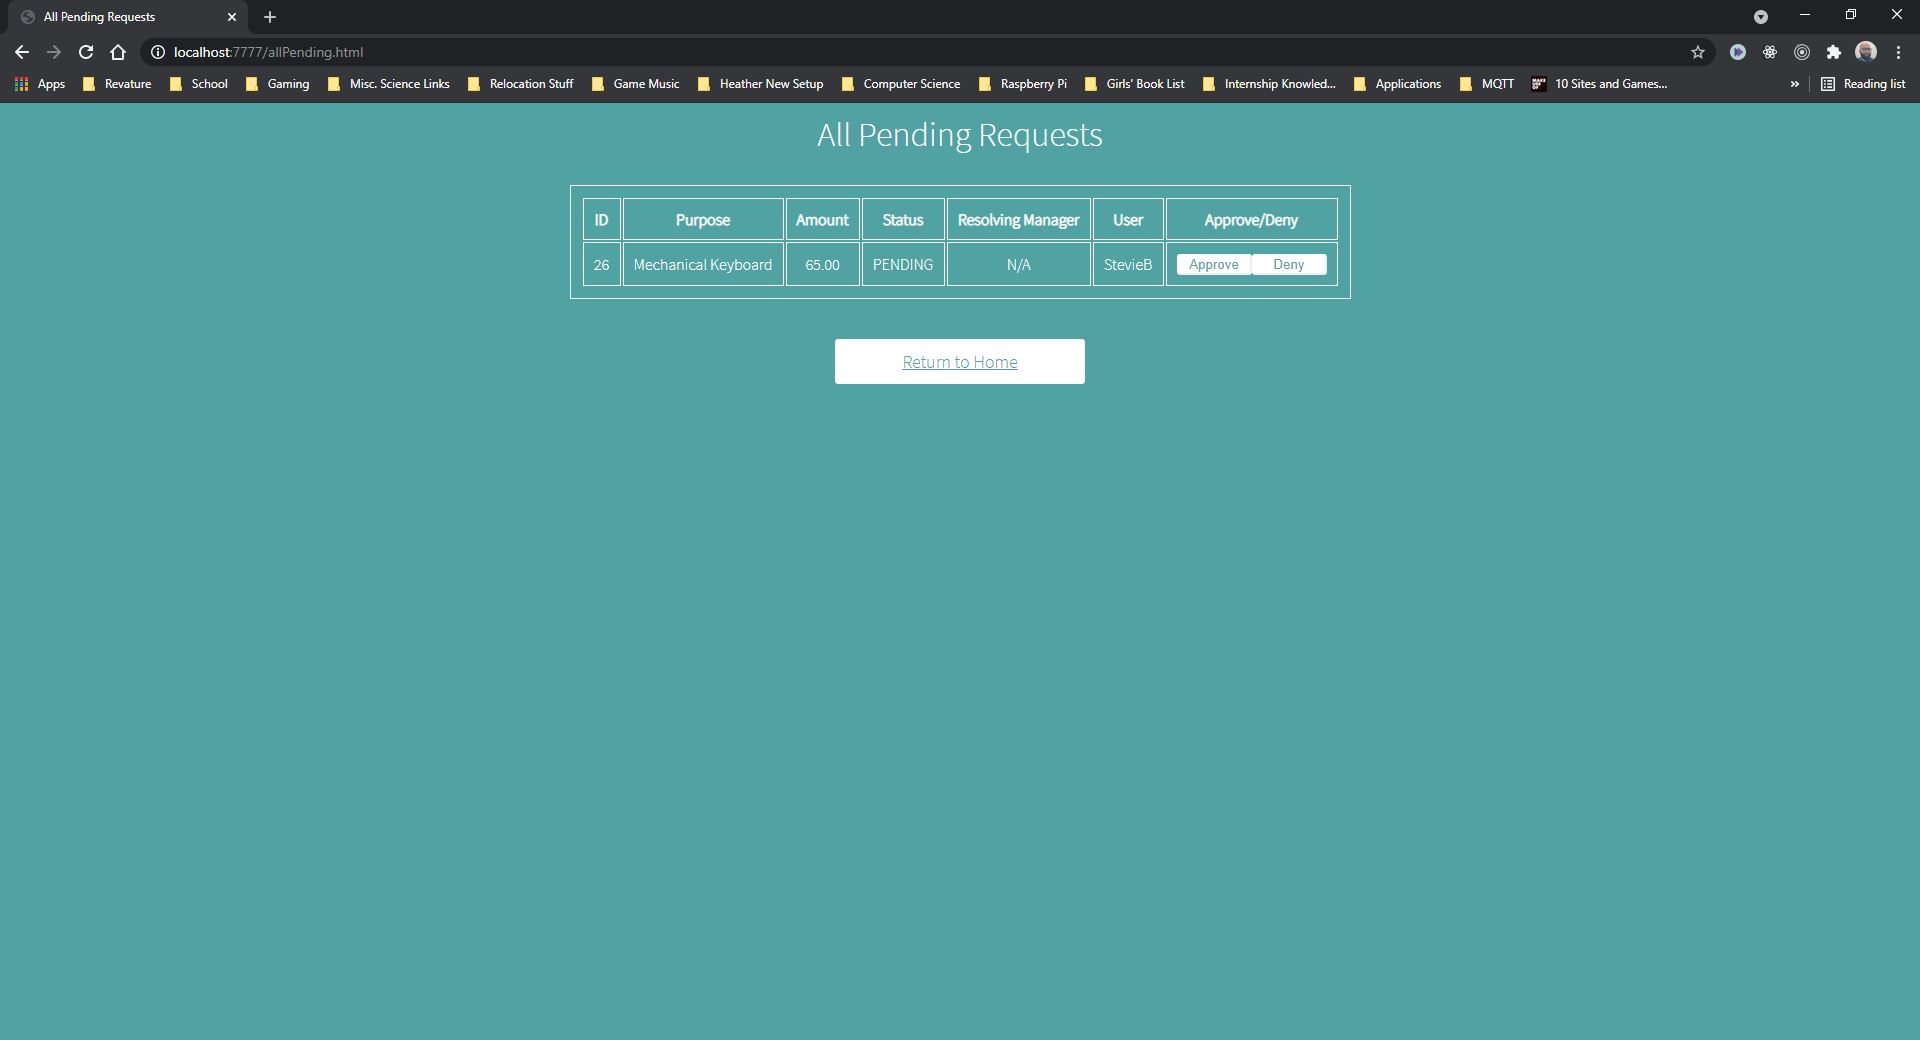 All Pending Requests
localhost:7777/allPending.html
Apps Revature School Gaming Misc. Science Links Relocation Stuff Game Music Heather New Setup Computer Science Raspberry Pi Girls' Book List Internship Knowled... Applications MQTT 10 Sites and Games... » Reading list
All Pending Requests
ID Purpose Amount Status Resolving Manager User Approve/Deny
26 Mechanical Keyboard 65.00 PENDING N/A StevieB Approve Deny
Return to Home